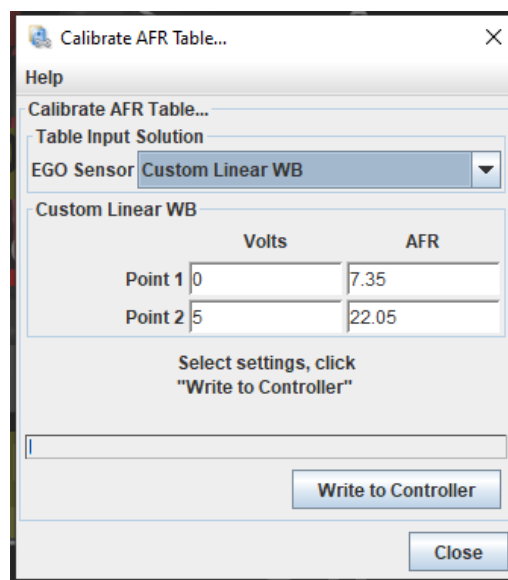 Calibrate AFR Table...
Help
Calibrate AFR Table...
Table Input Solution
EGO Sensor Custom Linear WB
Custom Linear WB
Volts AFR
Point 1 0 7.35
Point 2 5 22.05
Select settings, click
"Write to Controller"
Write to Controller
Close